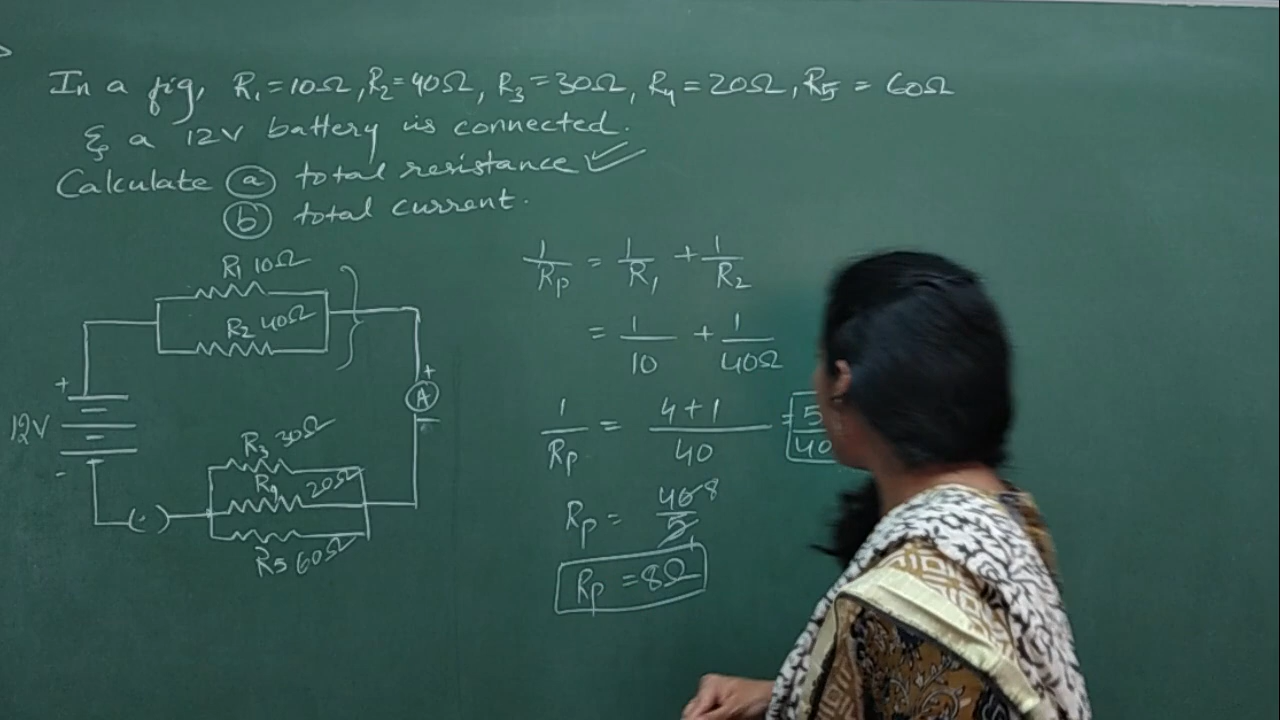 In a fig, R₁=10Ω, R₂=40Ω, R₃=30Ω, R₄=20Ω, R₅ = 60Ω
& a 12V battery is connected.
Calculate (a) total resistance ✓
(b) total current.
R₁ 10Ω
R₂ 40Ω
+
12V
-
+
A
-
R₃ 30Ω
R₄ 20Ω
R₅ 60Ω
(·)
1/Rₚ = 1/R₁ + 1/R₂
= 1/10 + 1/40Ω
1/Rₚ = 4+1/40 = 5/40
Rₚ = 40/5 8 1
Rₚ = 8Ω